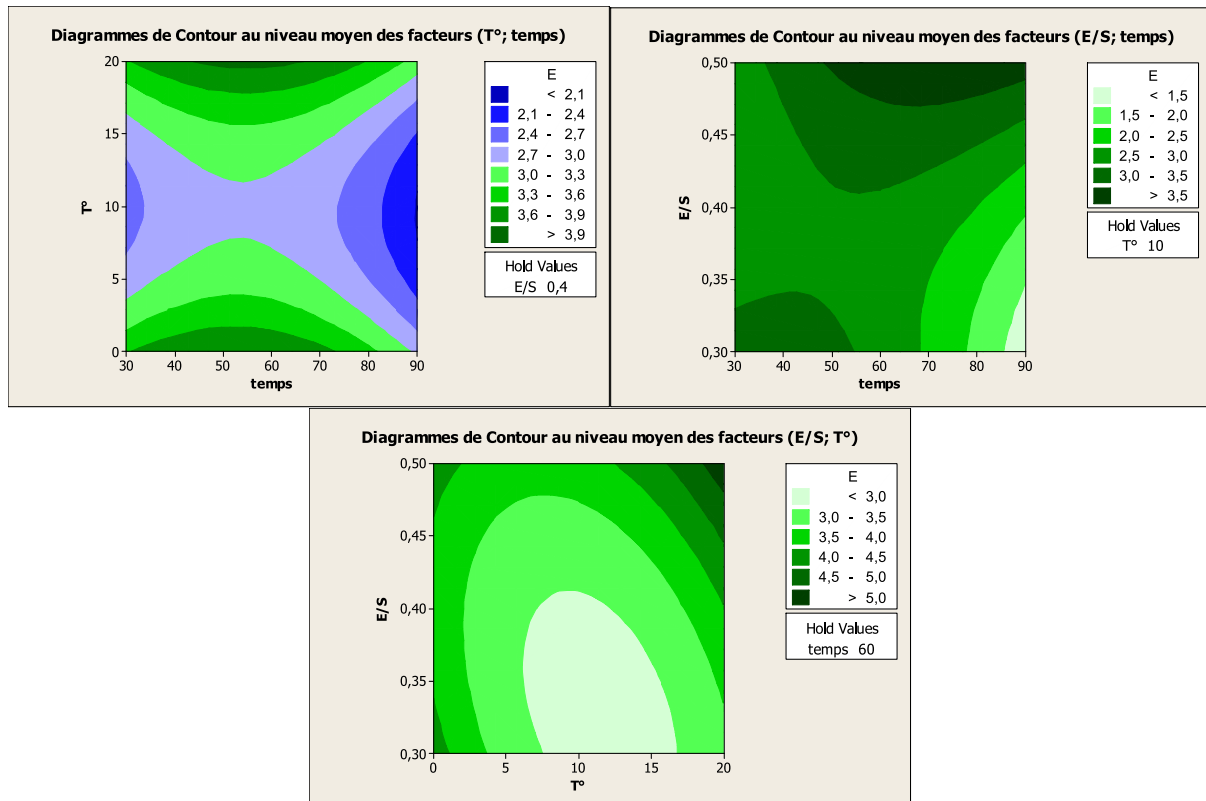 Diagrammes de Contour au niveau moyen des facteurs (T°; temps)
20
15
10
5
0
T°
30 40 50 60 70 80 90
temps
E
< 2,1
2,1 - 2,4
2,4 - 2,7
2,7 - 3,0
3,0 - 3,3
3,3 - 3,6
3,6 - 3,9
> 3,9
Hold Values
E/S 0,4
Diagrammes de Contour au niveau moyen des facteurs (E/S; temps)
0,50
0,45
0,40
0,35
0,30
E/S
30 40 50 60 70 80 90
temps
E
< 1,5
1,5 - 2,0
2,0 - 2,5
2,5 - 3,0
3,0 - 3,5
> 3,5
Hold Values
T° 10
Diagrammes de Contour au niveau moyen des facteurs (E/S; T°)
0,50
0,45
0,40
0,35
0,30
E/S
0 5 10 15 20
T°
E
< 3,0
3,0 - 3,5
3,5 - 4,0
4,0 - 4,5
4,5 - 5,0
> 5,0
Hold Values
temps 60